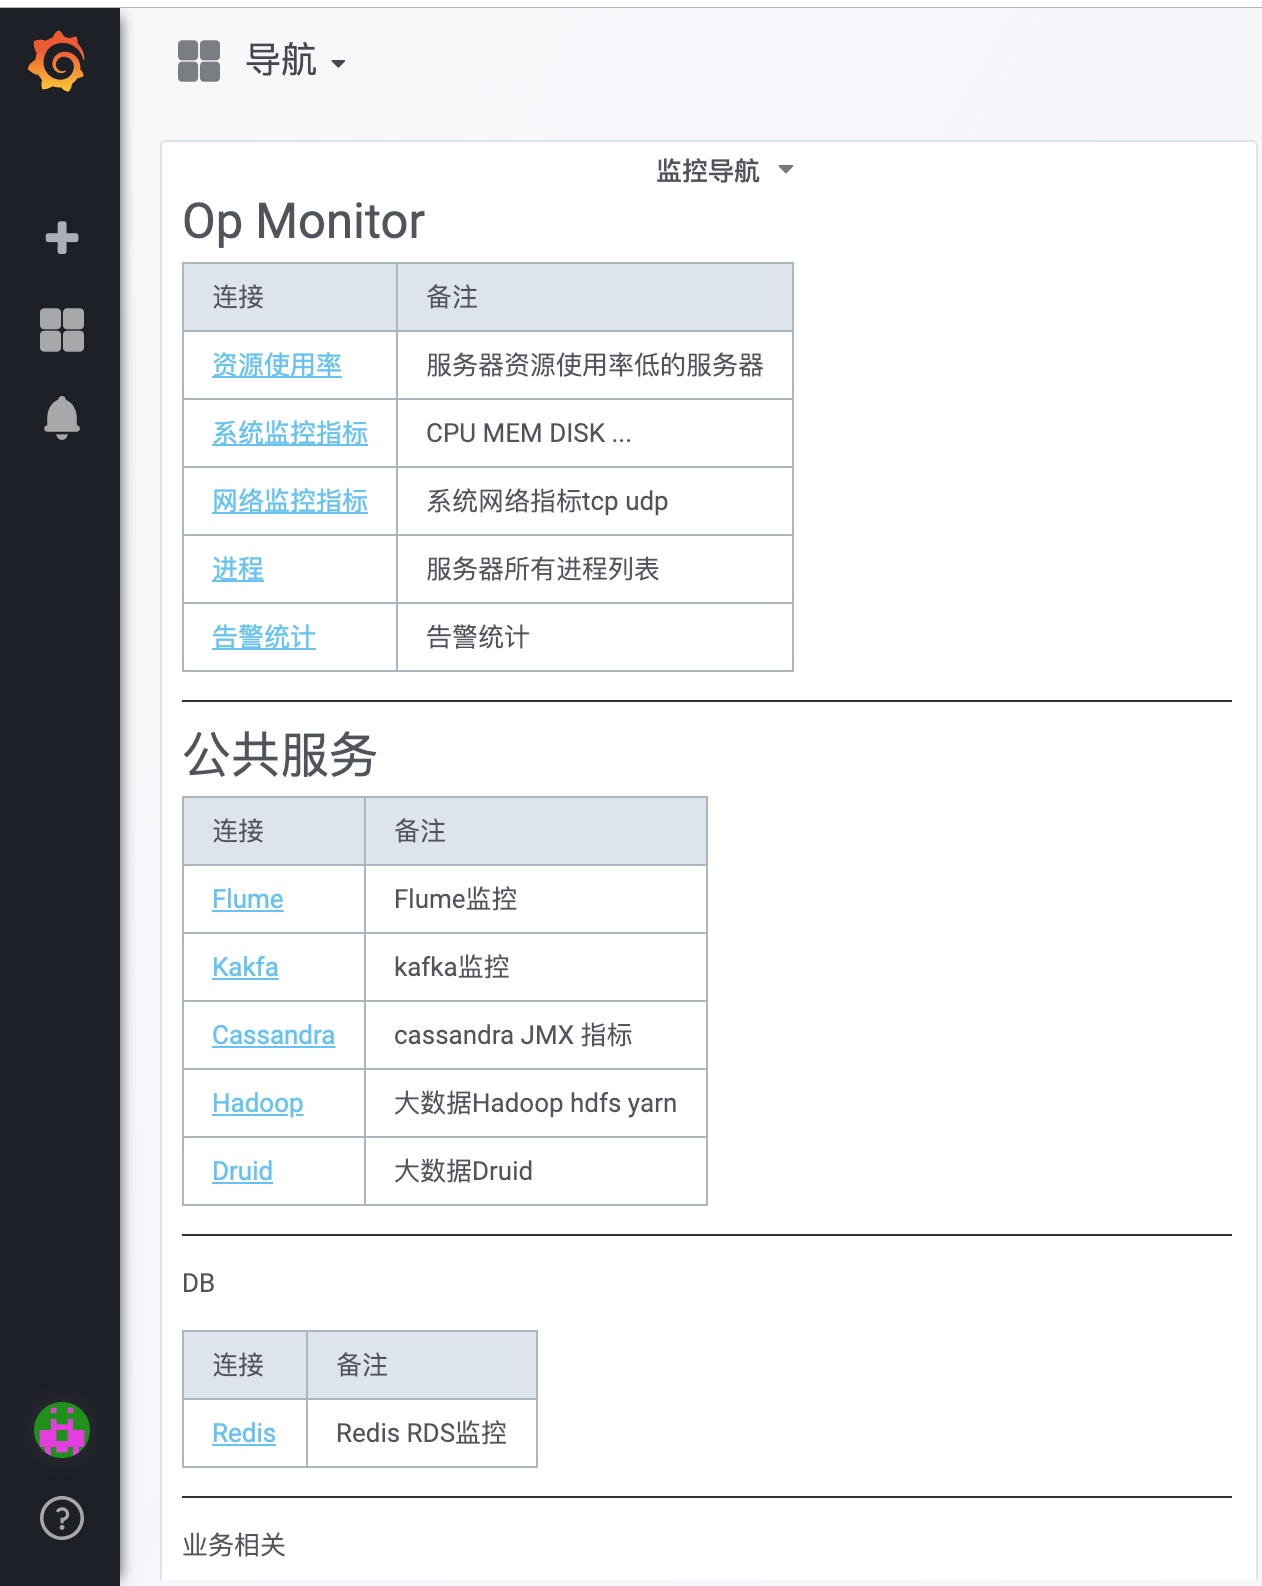 导航
监控导航
Op Monitor
连接 备注
资源使用率 服务器资源使用率低的服务器
系统监控指标 CPU MEM DISK ...
网络监控指标 系统网络指标tcp udp
进程 服务器所有进程列表
告警统计 告警统计
公共服务
连接 备注
Flume Flume监控
Kakfa kafka监控
Cassandra cassandra JMX 指标
Hadoop 大数据Hadoop hdfs yarn
Druid 大数据Druid
DB
连接 备注
Redis Redis RDS监控
业务相关